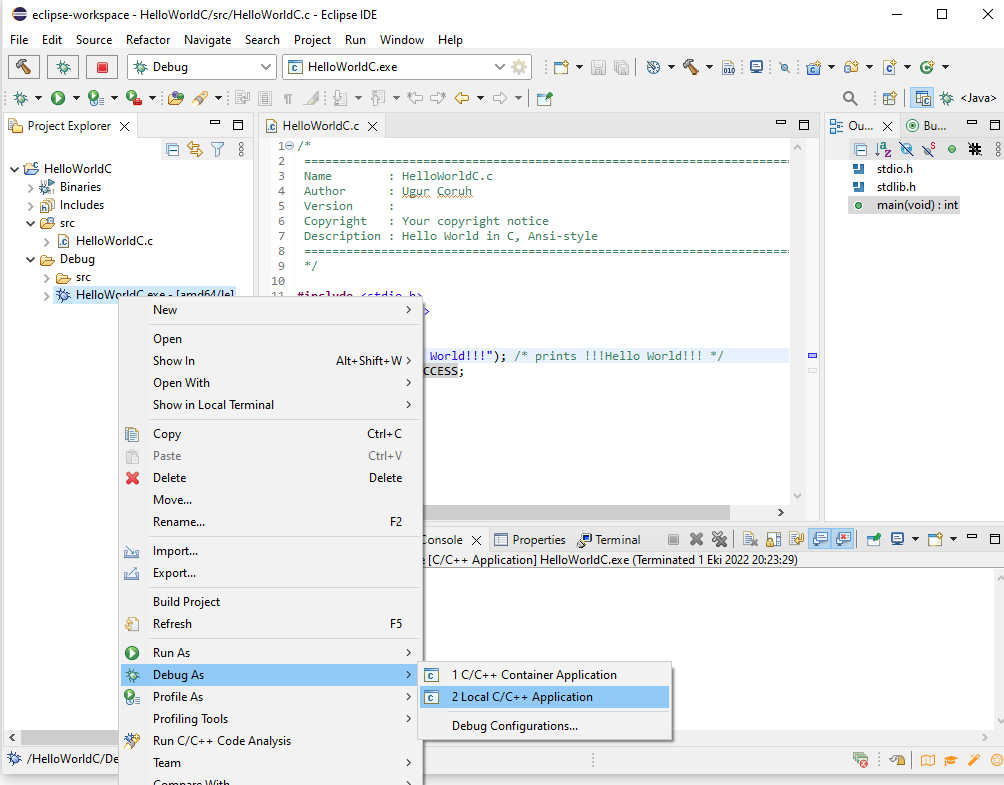 eclipse-workspace - HelloWorldC/src/HelloWorldC.c - Eclipse IDE
File Edit Source Refactor Navigate Search Project Run Window Help
Debug HelloWorldC.exe
<Java>
Project Explorer
HelloWorldC
Binaries
Includes
src
HelloWorldC.c
Debug
src
HelloWorldC.exe - [amd64/le]
HelloWorldC.c
1 /*
2 ============================================================================
3 Name : HelloWorldC.c
4 Author : Ugur Coruh
5 Version :
6 Copyright : Your copyright notice
7 Description : Hello World in C, Ansi-style
8 ============================================================================
9 */
10
11 #include <stdio.h>
>
World!!!"); /* prints !!!Hello World!!! */
CCESS;
Ou... Bu...
stdio.h
stdlib.h
main(void) : int
New
Open
Show In Alt+Shift+W
Open With
Show in Local Terminal
Copy Ctrl+C
Paste Ctrl+V
Delete Delete
Move...
Rename... F2
Import...
Export...
Build Project
Refresh F5
Run As
Debug As
Profile As
Profiling Tools
Run C/C++ Code Analysis
Team
Compare With
1 C/C++ Container Application
2 Local C/C++ Application
Debug Configurations...
Console Properties Terminal
[C/C++ Application] HelloWorldC.exe (Terminated 1 Eki 2022 20:23:29)
/HelloWorldC/De